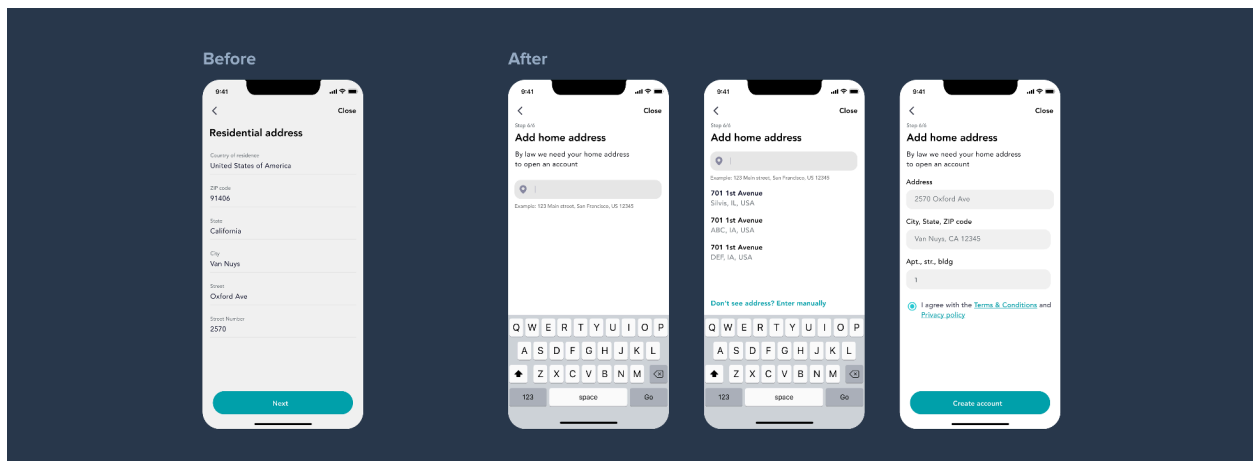 Before
After
9:41
Close
Residential address
Country of residence
United States of America
ZIP code
91406
State
California
City
Van Nuys
Street
Oxford Ave
Street Number
2570
Next
9:41
Close
Step 6/6
Add home address
By law we need your home address
to open an account
Example: 123 Main street, San Francisco, US 12345
Q W E R T Y U I O P
A S D F G H J K L
Z X C V B N M
123 space Go
9:41
Close
Step 6/6
Add home address
Example: 123 Main street, San Francisco, US 12345
701 1st Avenue
Silvis, IL, USA
701 1st Avenue
ABC, IA, USA
701 1st Avenue
DEF, IA, USA
Don't see address? Enter manually
Q W E R T Y U I O P
A S D F G H J K L
Z X C V B N M
123 space Go
9:41
Close
Step 6/6
Add home address
By law we need your home address
to open an account
Address
2570 Oxford Ave
City, State, ZIP code
Van Nuys, CA 12345
Apt., str., bldg
1
I agree with the Terms & Conditions and
Privacy policy
Create account